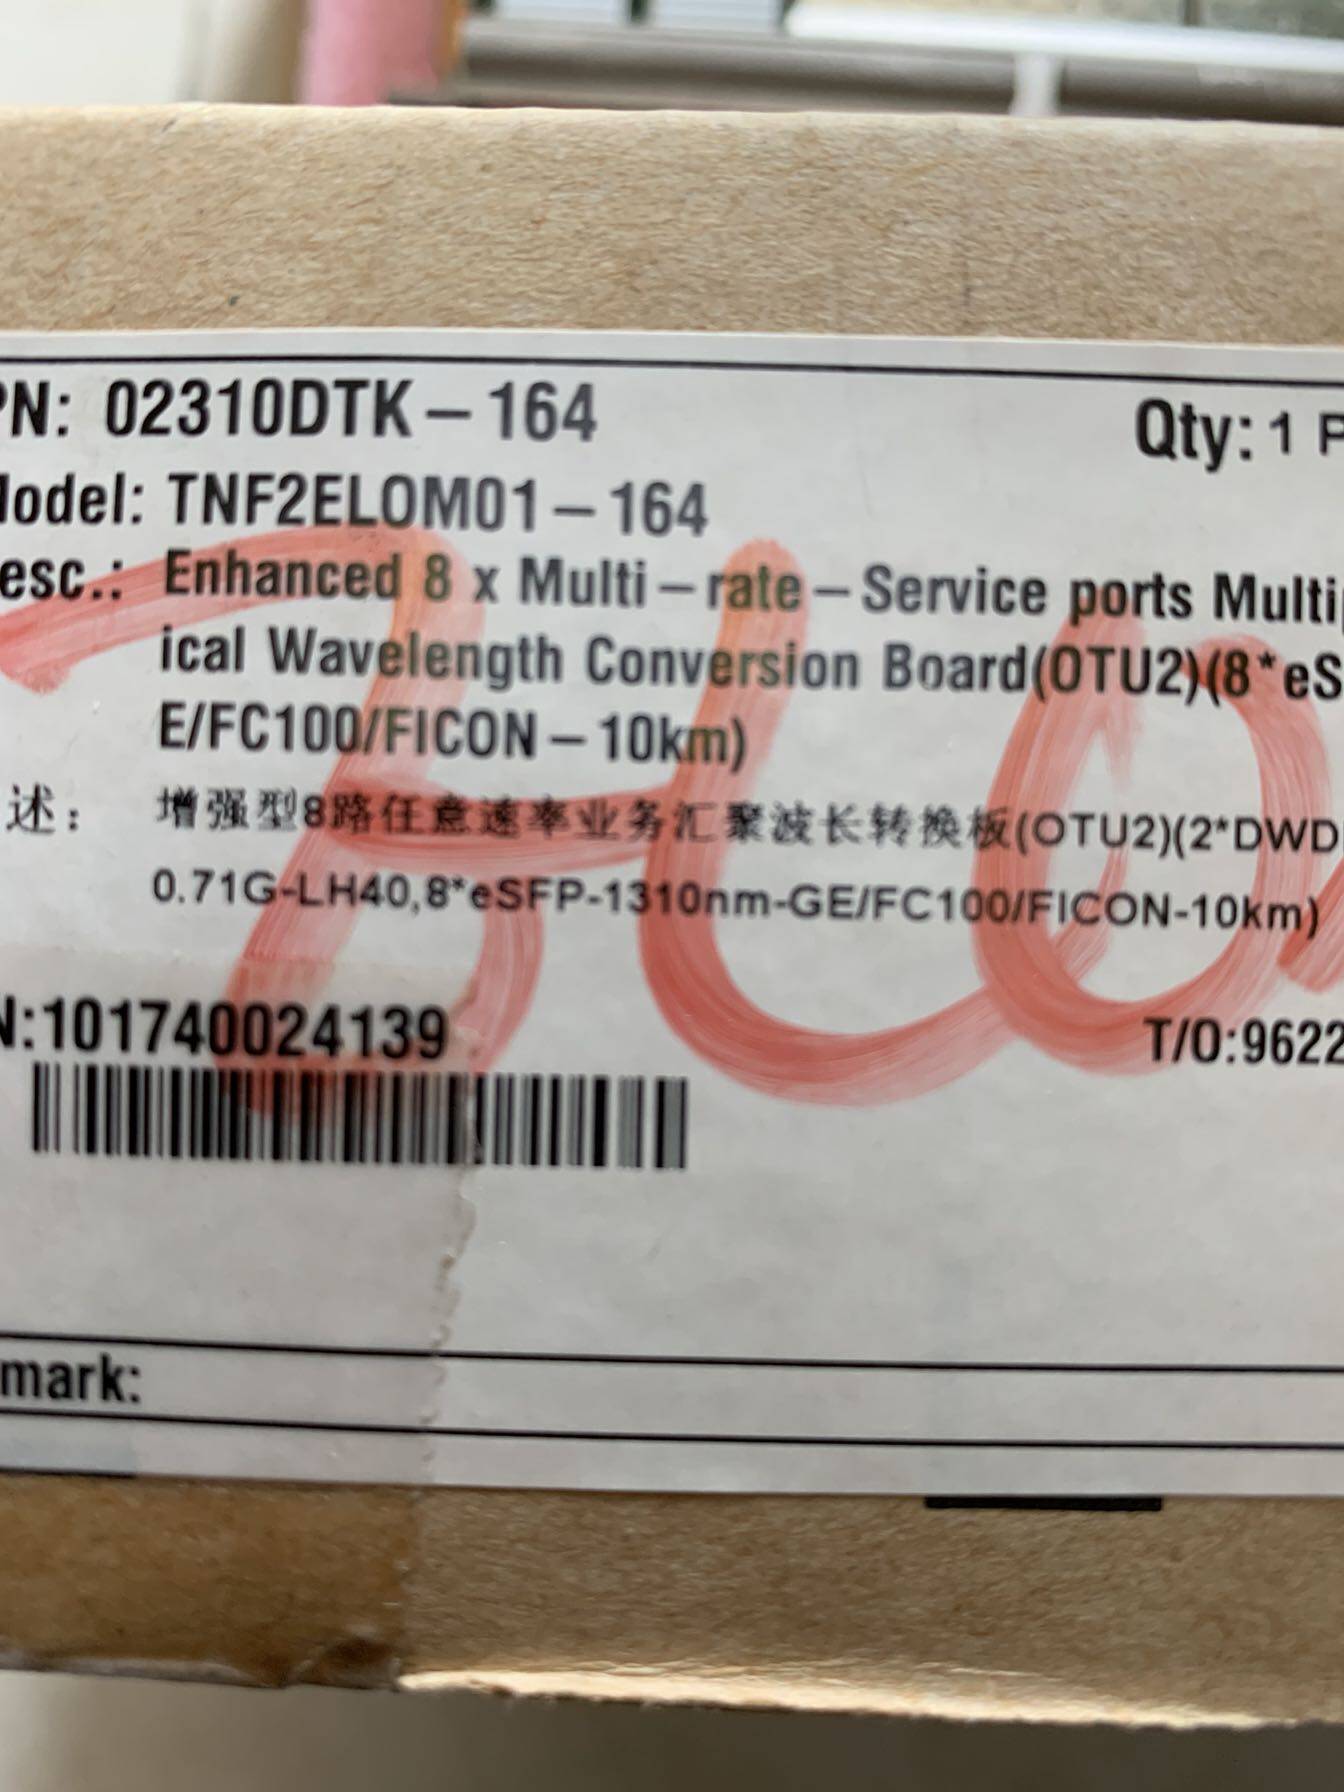 PN: 02310DTK-164 Qty: 1 P
Model: TNF2ELOM01-164
esc.: Enhanced 8 x Multi-rate-Service ports Multi
ical Wavelength Conversion Board(OTU2)(8*eS
E/FC100/FICON-10km)
述: 增强型8路任意速率业务汇聚波长转换板(OTU2)(2*DWD
0.71G-LH40,8*eSFP-1310nm-GE/FC100/FICON-10km)
N:101740024139 T/O:9622
mark: